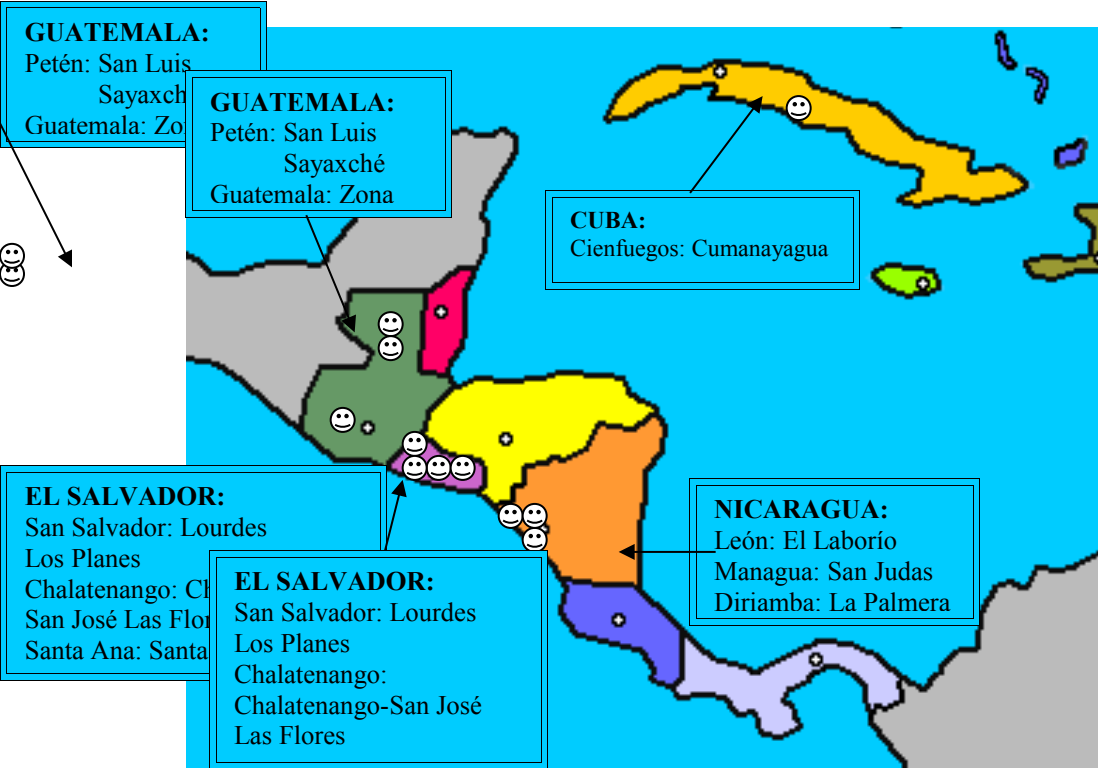 GUATEMALA:
Petén: San Luis
Sayaxch
Guatemala: Zo
GUATEMALA:
Petén: San Luis
Sayaxché
Guatemala: Zona
CUBA:
Cienfuegos: Cumanayagua
EL SALVADOR:
San Salvador: Lourdes
Los Planes
Chalatenango: Ch
San José Las Flor
Santa Ana: Santa
EL SALVADOR:
San Salvador: Lourdes
Los Planes
Chalatenango:
Chalatenango-San José
Las Flores
NICARAGUA:
León: El Laborío
Managua: San Judas
Diriamba: La Palmera